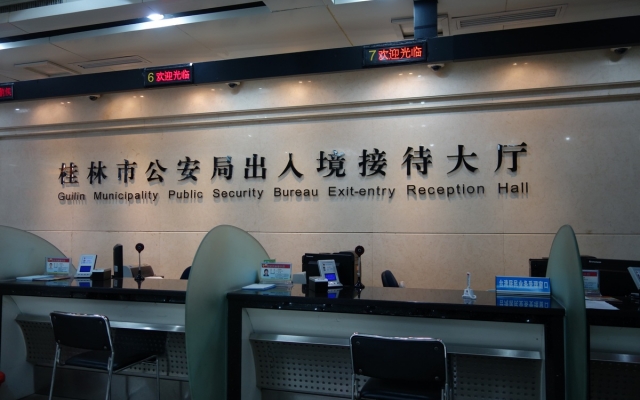 6 欢迎光临
7 欢迎光临
桂林市公安局出入境接待大厅
Guilin Municipality Public Security Bureau Exit-entry Reception Hall